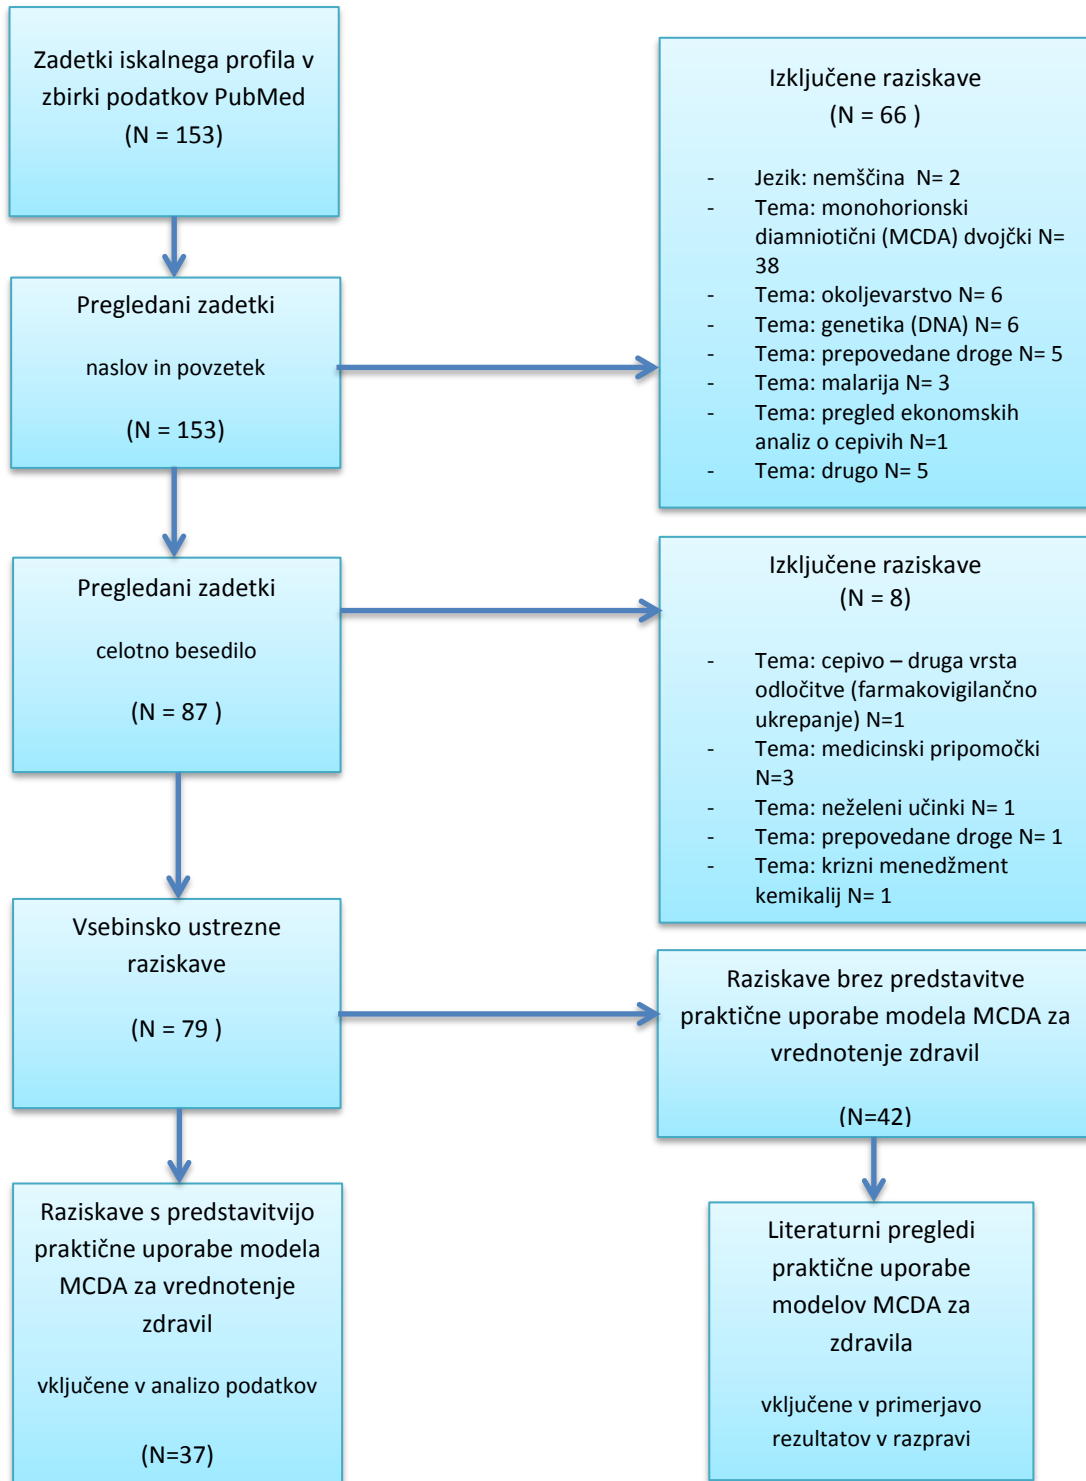 Zadetki iskalnega profila v
zbirki podatkov PubMed
(N = 153)
Izključene raziskave
(N = 66 )
- Jezik: nemščina N= 2
- Tema: monohorionski
diamniotični (MCDA) dvojčki N=
38
- Tema: okoljevarstvo N= 6
- Tema: genetika (DNA) N= 6
- Tema: prepovedane droge N= 5
- Tema: malarija N= 3
- Tema: pregled ekonomskih
analiz o cepivih N=1
- Tema: drugo N= 5
Pregledani zadetki
naslov in povzetek
(N = 153)
Pregledani zadetki
celotno besedilo
(N = 87 )
Izključene raziskave
(N = 8)
- Tema: cepivo – druga vrsta
odločitve (farmakovigilančno
ukrepanje) N=1
- Tema: medicinski pripomočki
N=3
- Tema: neželeni učinki N= 1
- Tema: prepovedane droge N= 1
- Tema: krizni menedžment
kemikalij N= 1
Vsebinsko ustrezne
raziskave
(N = 79 )
Raziskave brez predstavitve
praktične uporabe modela MCDA za
vrednotenje zdravil
(N=42)
Raziskave s predstavitvijo
praktične uporabe modela
MCDA za vrednotenje
zdravil
vključene v analizo podatkov
(N=37)
Literaturni pregledi
praktične uporabe
modelov MCDA za
zdravila
vključene v primerjavo
rezultatov v razpravi